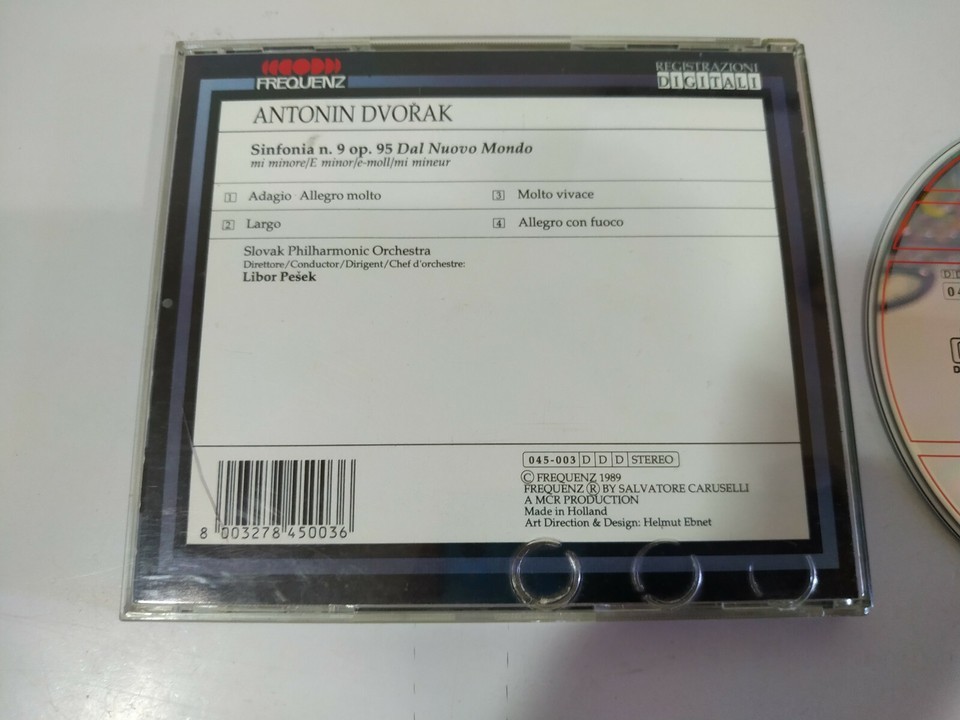 FREQUENZ
REGISTRAZIONI
DIGITALI
ANTONIN DVOŘAK
Sinfonia n. 9 op. 95 Dal Nuovo Mondo
mi minore/E minor/e-moll/mi mineur
1 Adagio Allegro molto
2 Largo
3 Molto vivace
4 Allegro con fuoco
Slovak Philharmonic Orchestra
Direttore/Conductor/Dirigent/Chef d'orchestre:
Libor Pešek
045-003 D D D STEREO
© FREQUENZ 1989
FREQUENZ ® BY SALVATORE CARUSELLI
A MCR PRODUCTION
Made in Holland
Art Direction & Design: Helmut Ebnet
8 003278 450036